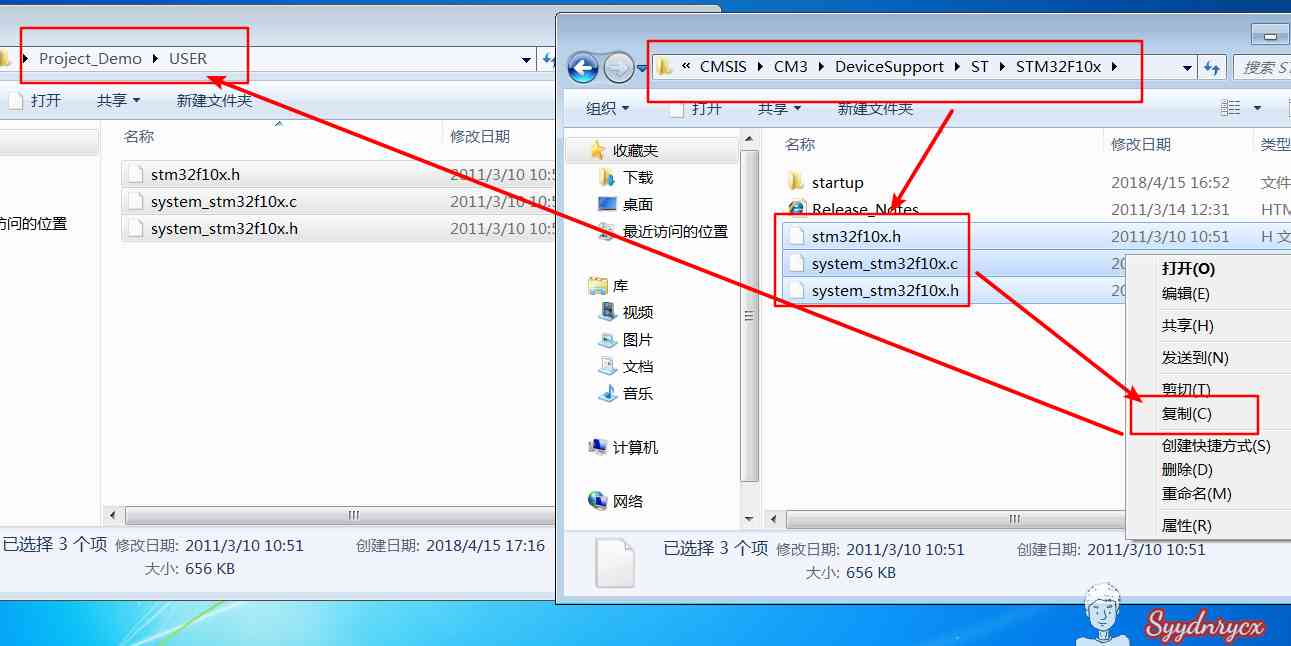 Project_Demo USER
打开 共享 新建文件夹
名称 修改日期
stm32f10x.h 2011/3/10 10:5
system_stm32f10x.c 2011/3/10 10:5
system_stm32f10x.h 2011/3/10 10:5
访问的位置
已选择 3 个项 修改日期: 2011/3/10 10:51 创建日期: 2018/4/15 17:16
大小: 656 KB
« CMSIS CM3 DeviceSupport ST STM32F10x 搜索 ST
组织 打开 共享 新建文件夹
收藏夹
下载
桌面
最近访问的位置
库
视频
图片
文档
音乐
计算机
网络
名称 修改日期 类型
startup 2018/4/15 16:52 文件
Release_Notes 2011/3/14 12:31 HTM
stm32f10x.h 2011/3/10 10:51 H 文
system_stm32f10x.c 20
system_stm32f10x.h 20
打开(O)
编辑(E)
共享(H)
发送到(N)
剪切(T)
复制(C)
创建快捷方式(S)
删除(D)
重命名(M)
属性(R)
已选择 3 个项 修改日期: 2011/3/10 10:51 创建日期: 2011/3/10 10:51
大小: 656 KB
Syydnrycx